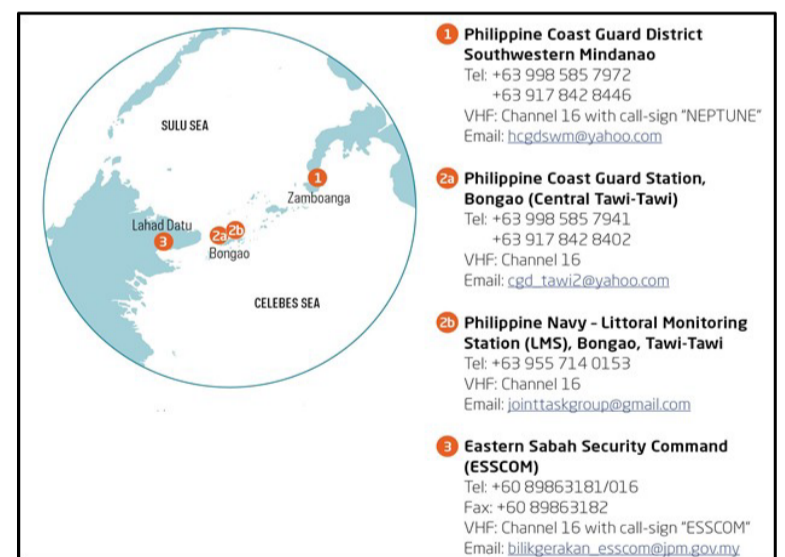 SULU SEA
1
Zamboanga
Lahad Datu
3
2a
2b
Bongao
CELEBES SEA
1 Philippine Coast Guard District
Southwestern Mindanao
Tel: +63 998 585 7972
+63 917 842 8446
VHF: Channel 16 with call-sign "NEPTUNE"
Email: hcgdswm@yahoo.com
2a Philippine Coast Guard Station,
Bongao (Central Tawi-Tawi)
Tel: +63 998 585 7941
+63 917 842 8402
VHF: Channel 16
Email: cgd_tawi2@yahoo.com
2b Philippine Navy – Littoral Monitoring
Station (LMS), Bongao, Tawi-Tawi
Tel: +63 955 714 0153
VHF: Channel 16
Email: jointtaskgroup@gmail.com
3 Eastern Sabah Security Command
(ESSCOM)
Tel: +60 89863181/016
Fax: +60 89863182
VHF: Channel 16 with call-sign "ESSCOM"
Email: bilikgerakan_esscom@jpm.gov.my